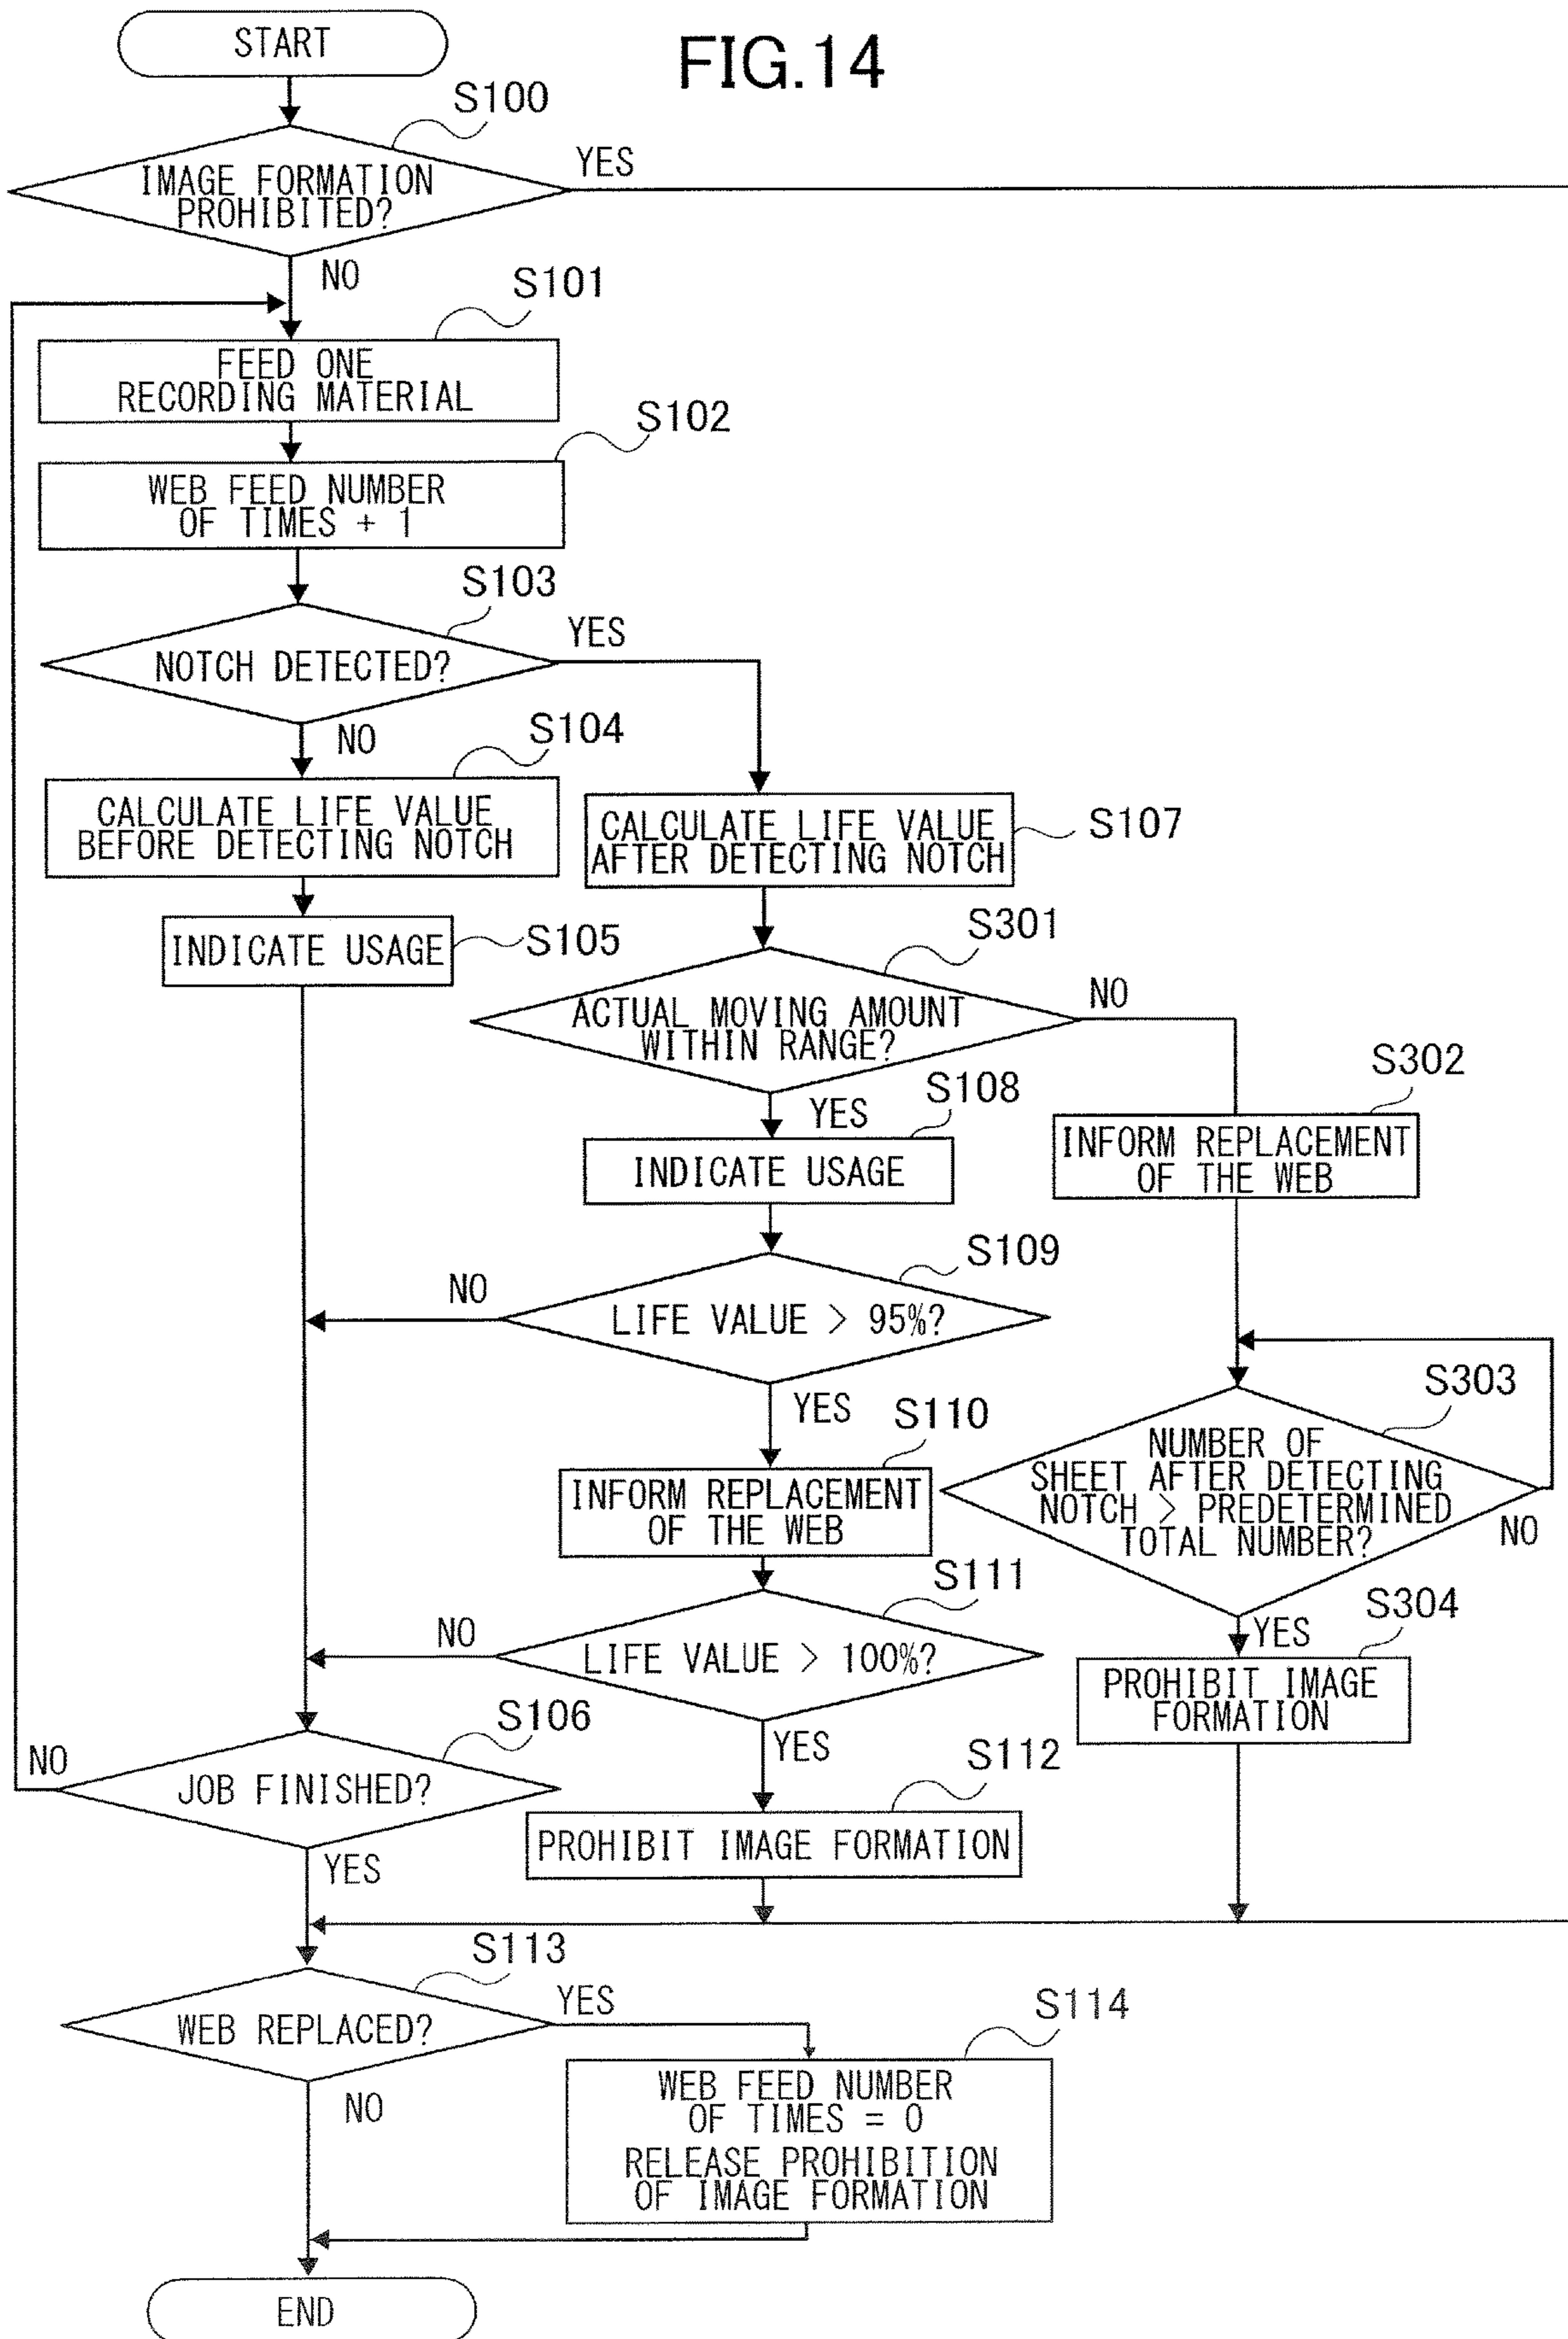 START
FIG.14
S100
IMAGE FORMATION
PROHIBITED?
YES
NO
S101
FEED ONE
RECORDING MATERIAL
S102
WEB FEED NUMBER
OF TIMES + 1
S103
NOTCH DETECTED?
YES
NO
S104
CALCULATE LIFE VALUE
BEFORE DETECTING NOTCH
S107
CALCULATE LIFE VALUE
AFTER DETECTING NOTCH
S105
INDICATE USAGE
S301
ACTUAL MOVING AMOUNT
WITHIN RANGE?
NO
YES
S302
INFORM REPLACEMENT
OF THE WEB
S108
INDICATE USAGE
S109
LIFE VALUE > 95%?
NO
YES
S303
NUMBER OF
SHEET AFTER DETECTING
NOTCH > PREDETERMINED
TOTAL NUMBER?
NO
YES
S110
INFORM REPLACEMENT
OF THE WEB
S111
LIFE VALUE > 100%?
NO
YES
S304
PROHIBIT IMAGE
FORMATION
S106
JOB FINISHED?
NO
YES
S112
PROHIBIT IMAGE FORMATION
S113
WEB REPLACED?
YES
NO
S114
WEB FEED NUMBER
OF TIMES = 0
RELEASE PROHIBITION
OF IMAGE FORMATION
END